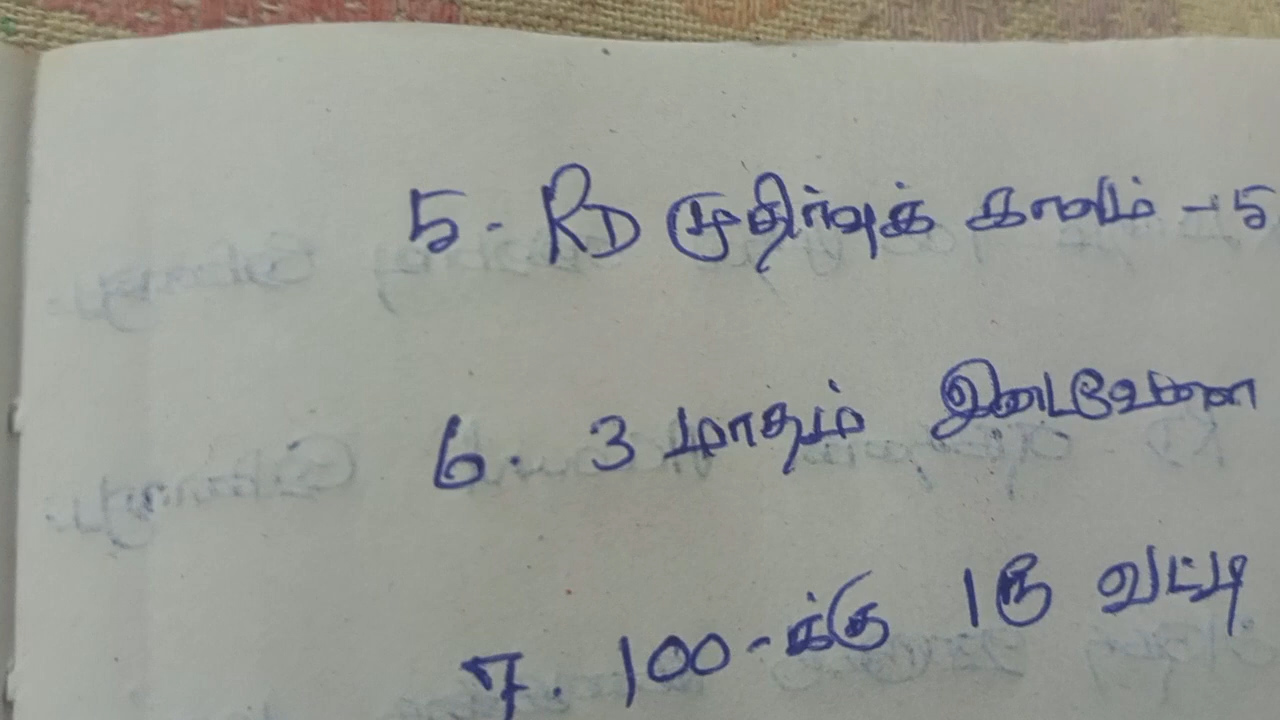 5. RD முதிர்வுக் காலம் - 5
6. 3 மாதம் இடைவேளை
7. 100-க்கு 1ரூ வட்டி